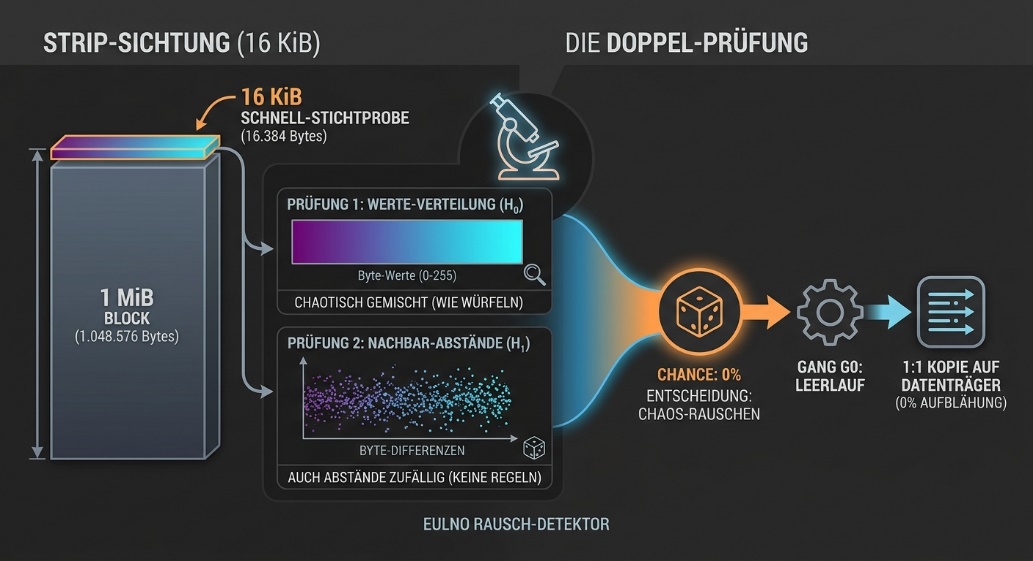 STRIP-SICHTUNG (16 KiB)
DIE DOPPEL-PRÜFUNG
16 KiB
SCHNELL-STICHTPROBE
(16.384 Bytes)
1 MiB
BLOCK
(1.048.576 Bytes)
PRÜFUNG 1: WERTE-VERTEILUNG (H₀)
Byte-Werte (0-255)
CHAOTISCH GEMISCHT (WIE WÜRFELN)
PRÜFUNG 2: NACHBAR-ABSTÄNDE (H₁)
BYTE-DIFFERENZEN
AUCH ABSTÄNDE ZUFÄLLIG (KEINE REGELN)
CHANCE: 0%
ENTSCHEIDUNG:
CHAOS-RAUSCHEN
GANG GO:
LEERLAUF
1:1 KOPIE AUF
DATENTRÄGER
(0% AUFBLÄHUNG)
EULNO RAUSCH-DETEKTOR